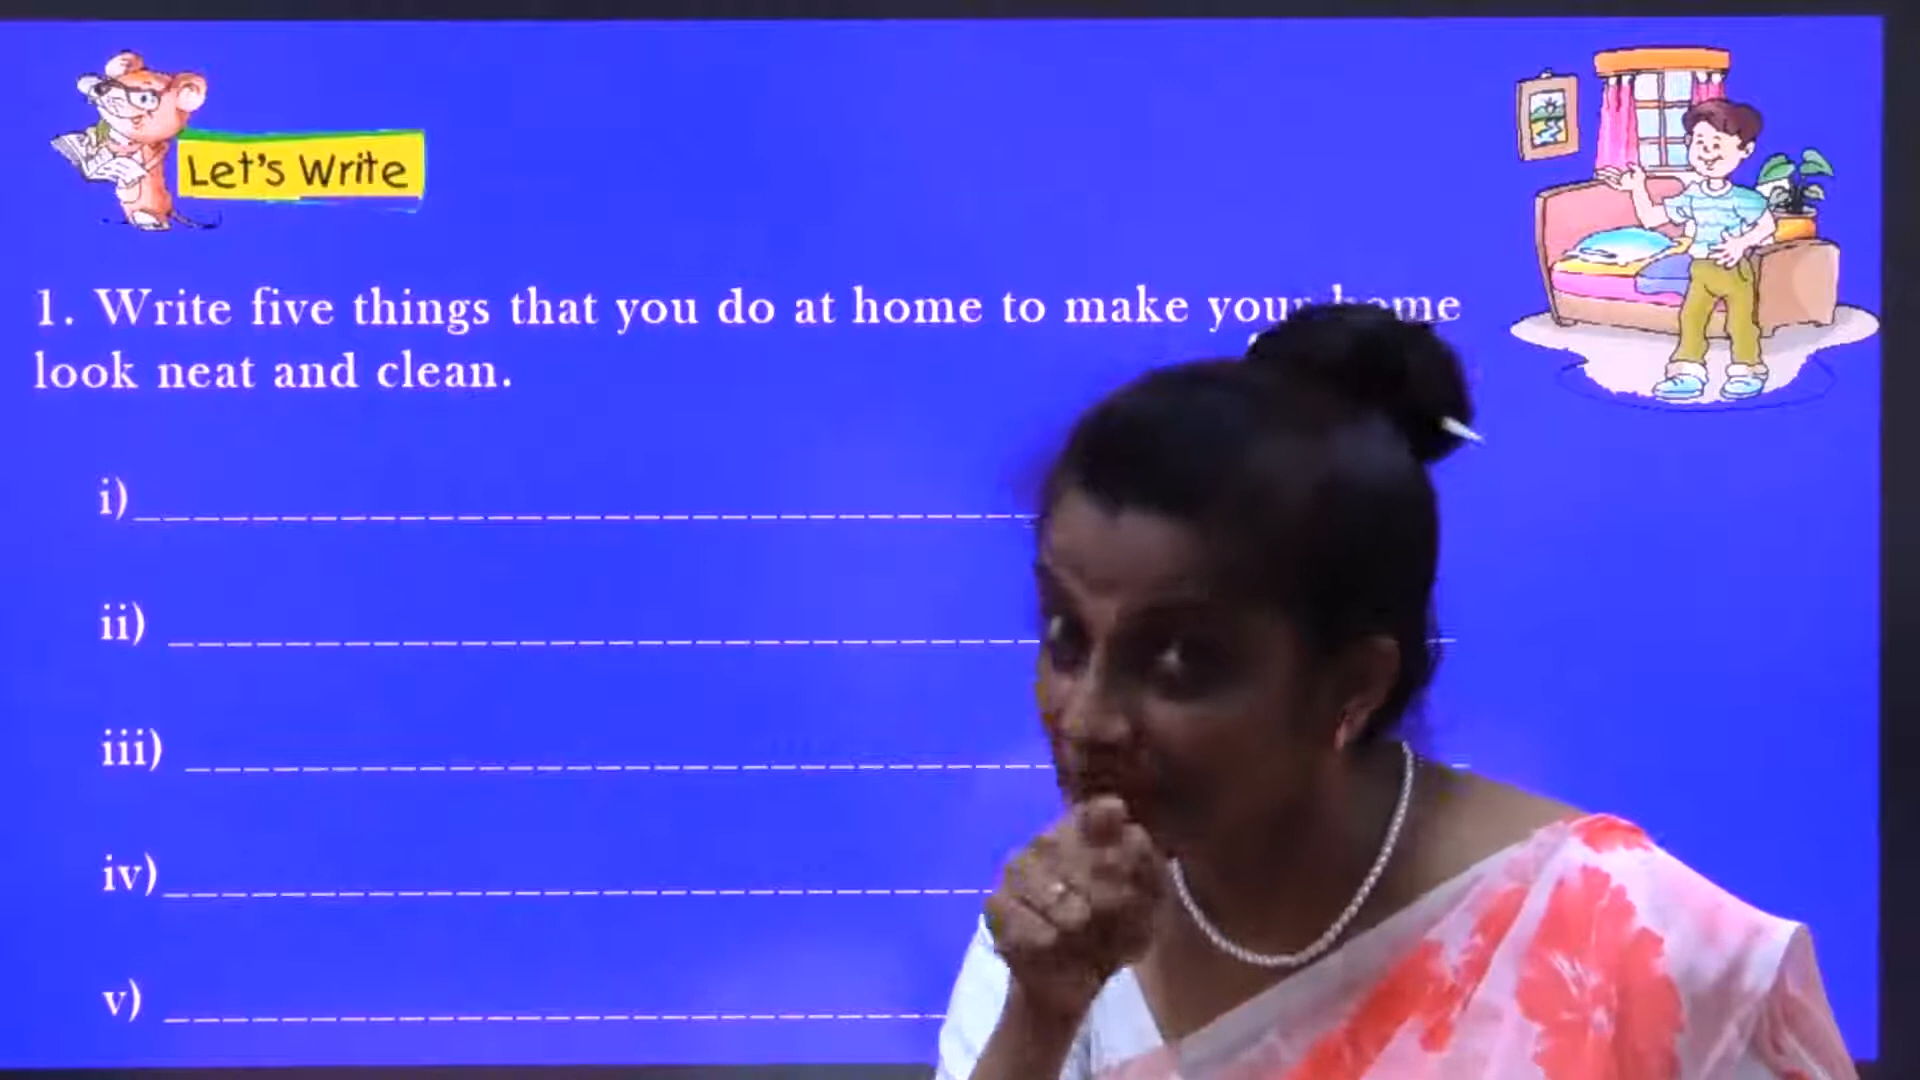 Let's Write
1. Write five things that you do at home to make your home
look neat and clean.
i)
ii)
iii)
iv)
v)